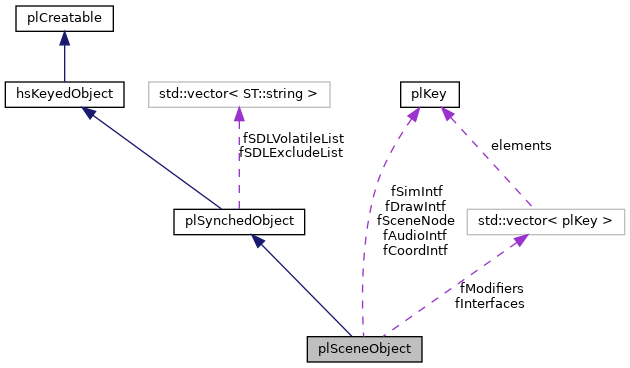 plCreatable
hsKeyedObject
std::vector< ST::string >
plKey
fSDLVolatileList
fSDLExcludeList
elements
fSimIntf
fDrawIntf
fSceneNode
fAudioIntf
fCoordIntf
plSynchedObject
std::vector< plKey >
fModifiers
fInterfaces
plSceneObject